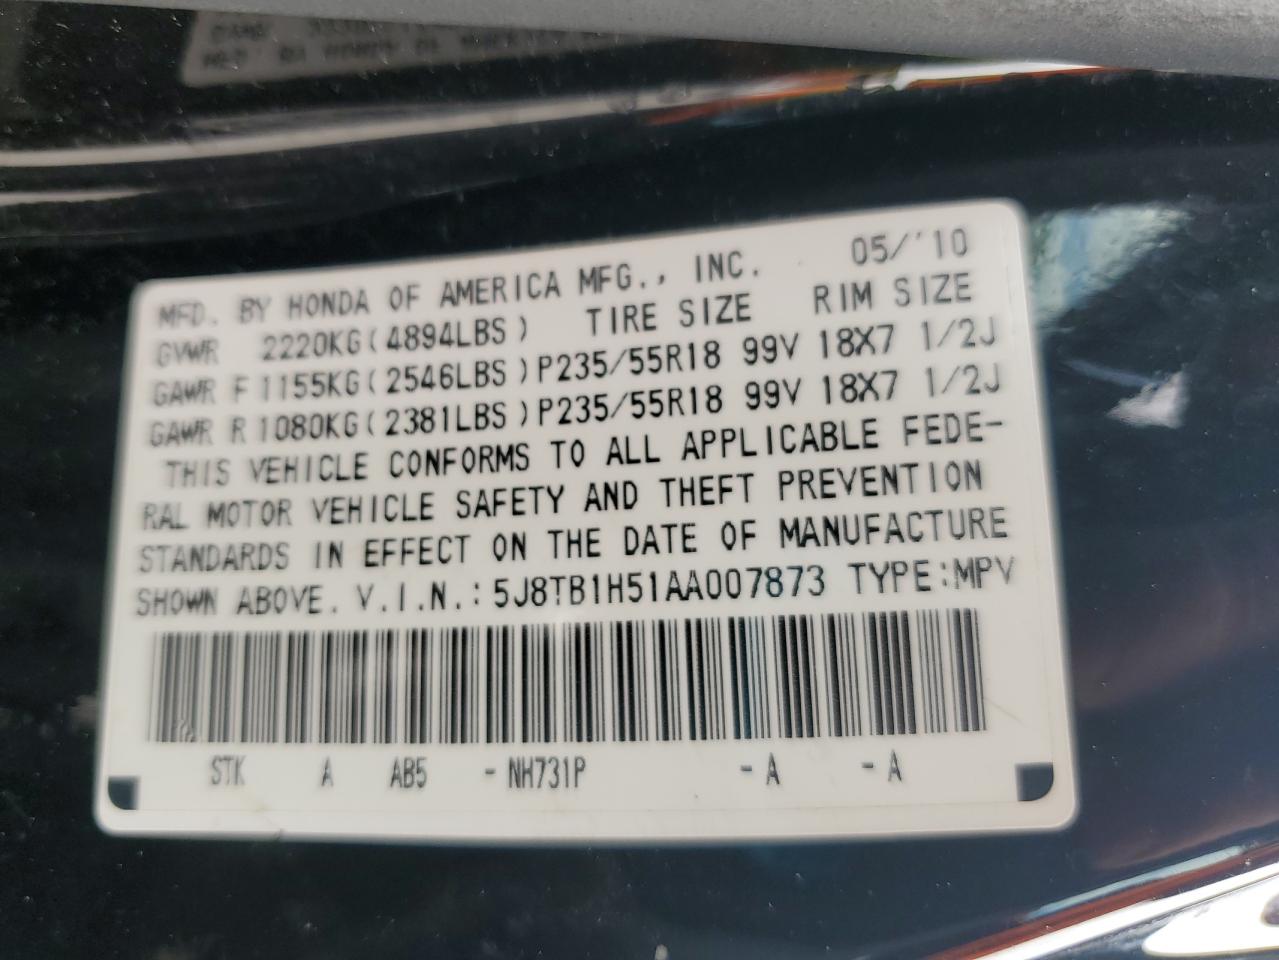 MFD. BY HONDA OF AMERICA MFG., INC. 05/'10
GVWR 2220KG(4894LBS) TIRE SIZE RIM SIZE
GAWR F 1155KG(2546LBS)P235/55R18 99V 18X7 1/2J
GAWR R 1080KG(2381LBS)P235/55R18 99V 18X7 1/2J
THIS VEHICLE CONFORMS TO ALL APPLICABLE FEDE-
RAL MOTOR VEHICLE SAFETY AND THEFT PREVENTION
STANDARDS IN EFFECT ON THE DATE OF MANUFACTURE
SHOWN ABOVE. V.I.N.: 5J8TB1H51AA007873 TYPE:MPV
STK A AB5 -NH731P -A -A